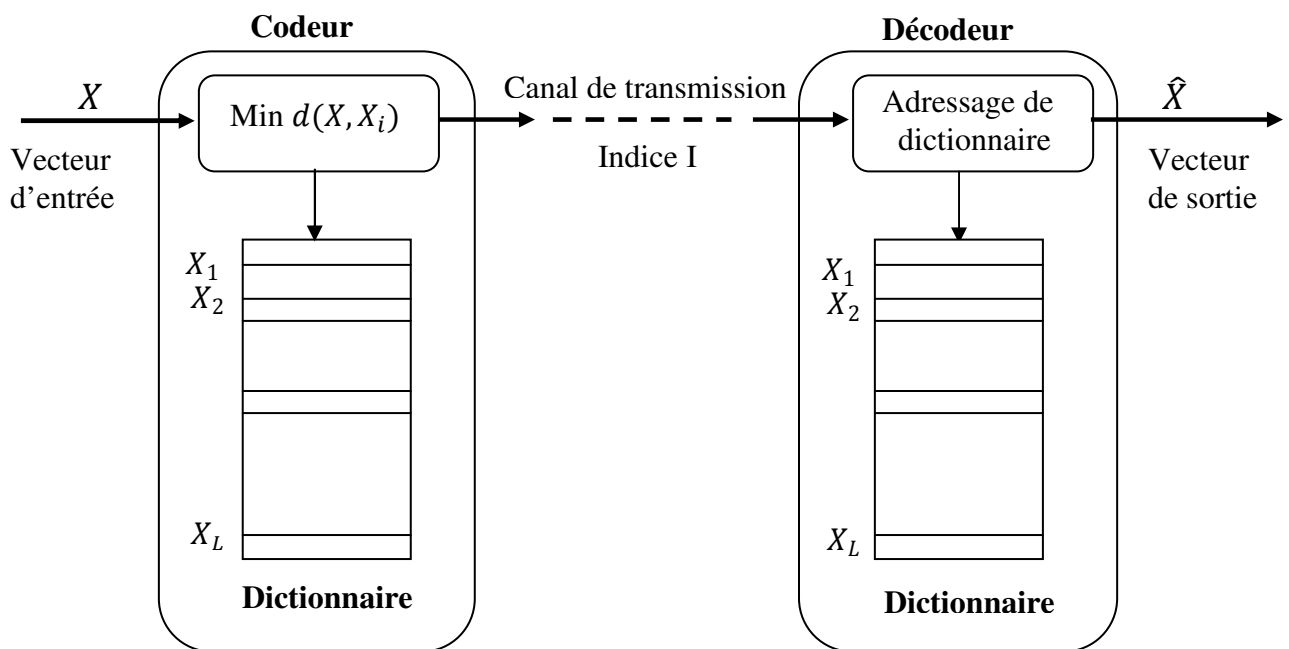 Codeur
Décodeur
X
Min d(X, X_i)
Canal de transmission
Indice I
Adressage de
dictionnaire
X̂
Vecteur
d’entrée
Vecteur
de sortie
X_1
X_2
X_L
Dictionnaire
X_1
X_2
X_L
Dictionnaire